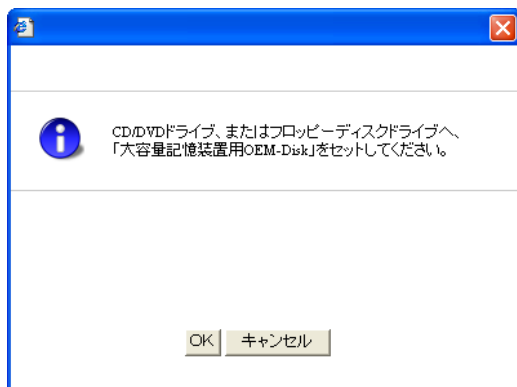 CD/DVDドライブ、またはフロッピーディスクドライブへ、
「大容量記憶装置用OEM-Disk」をセットしてください。
OK キャンセル